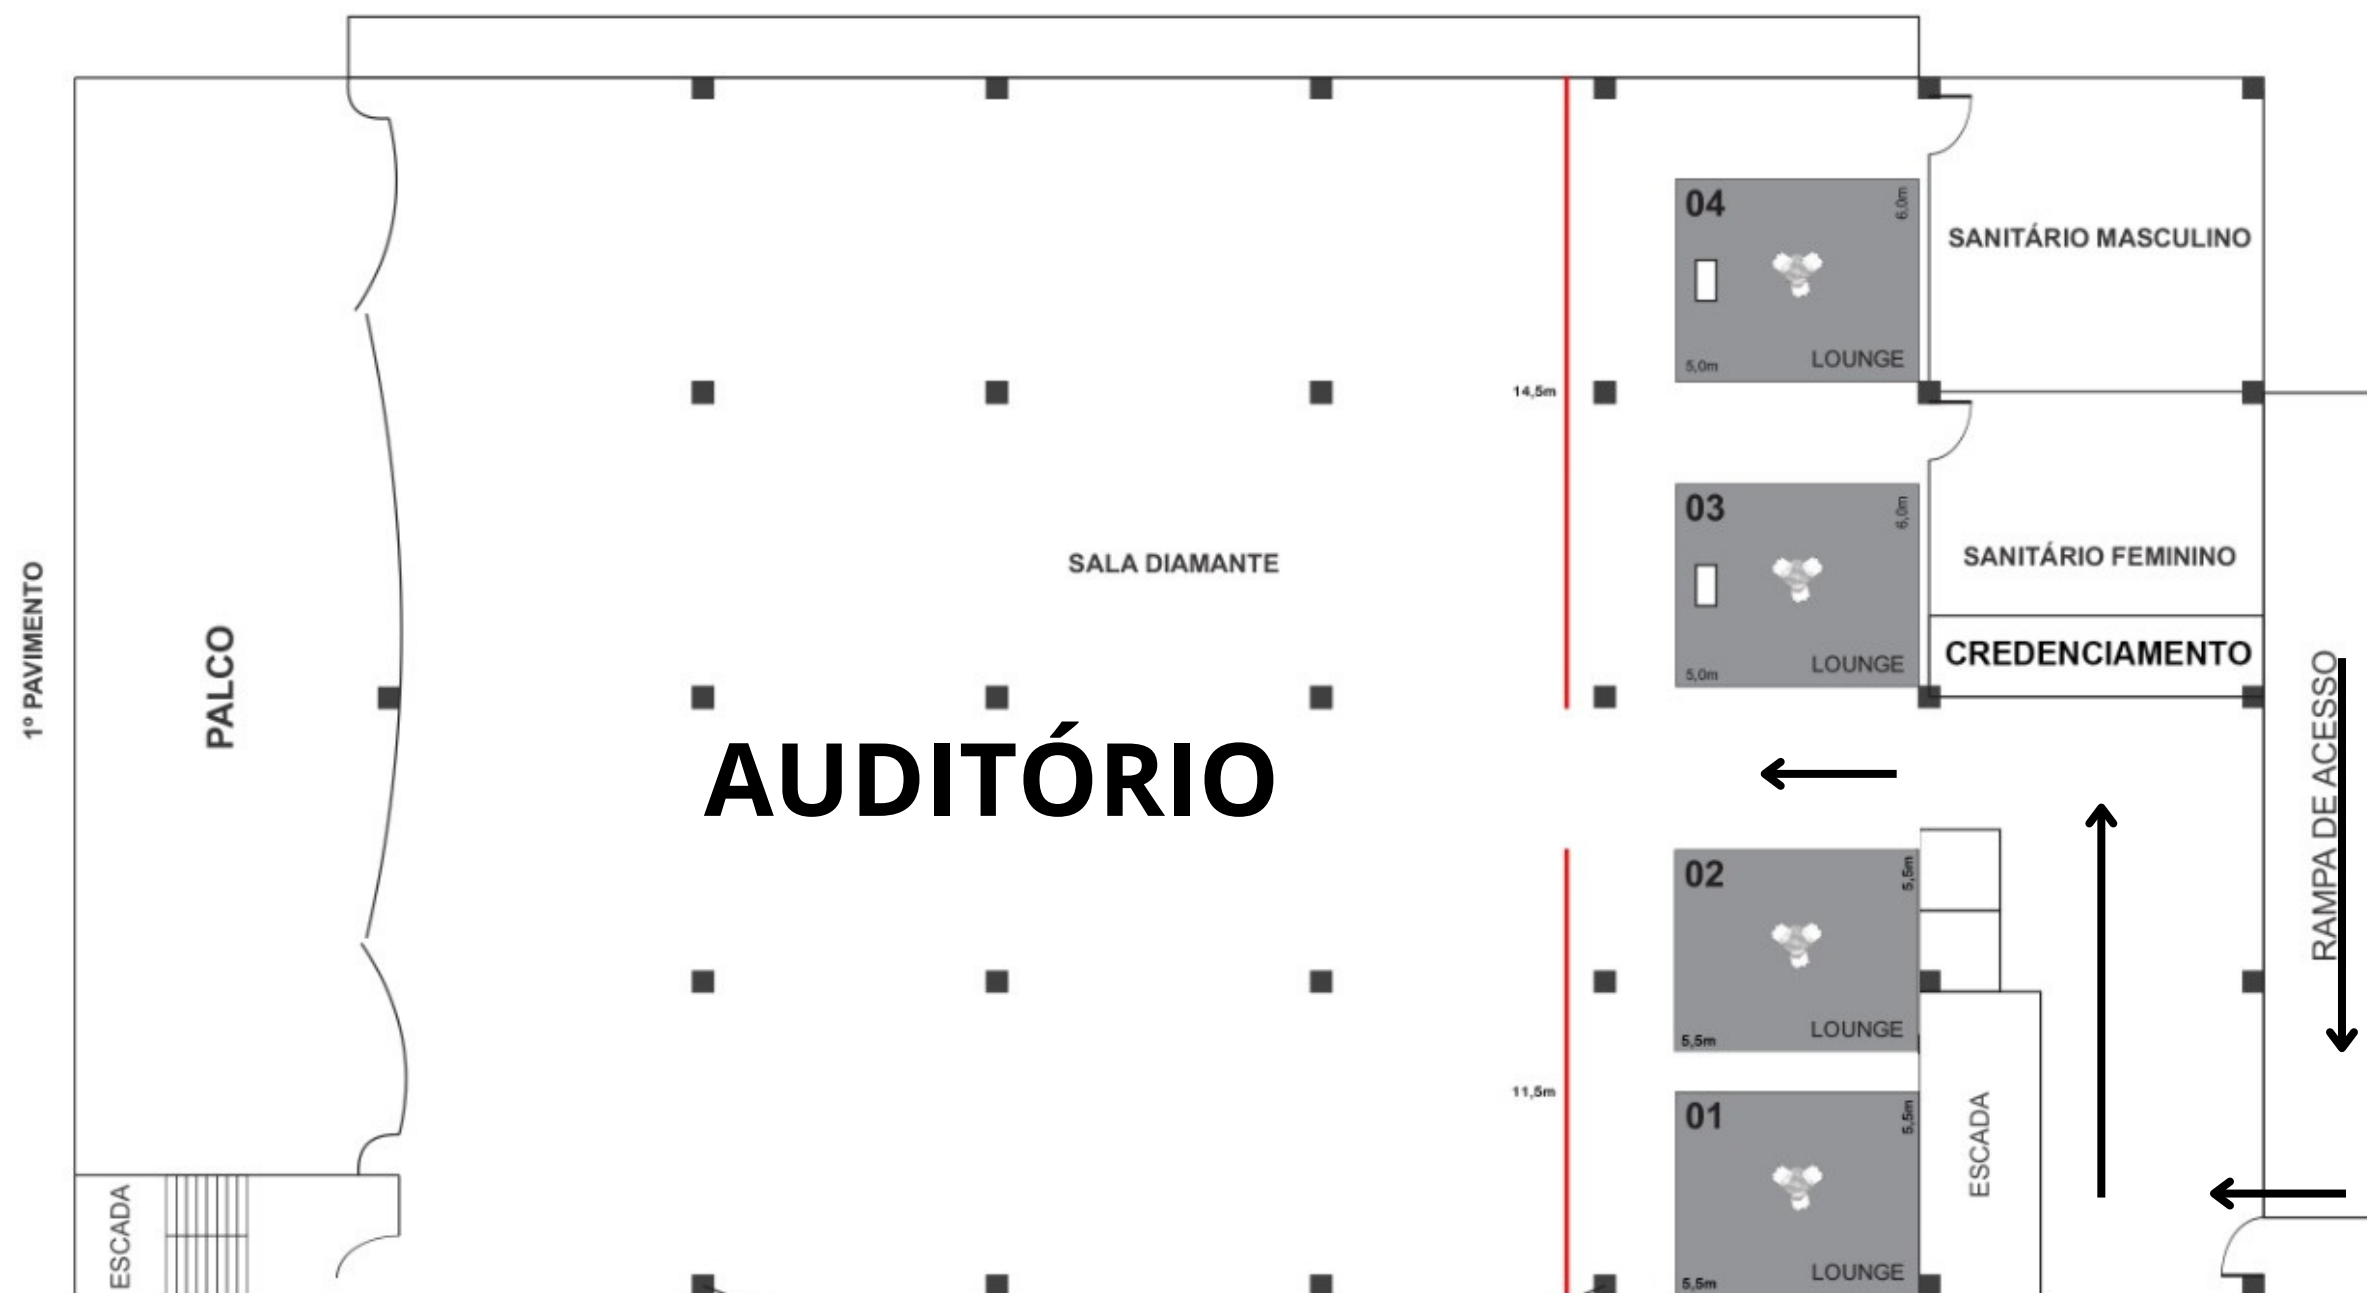 04
6,0m
5,0m
LOUNGE
SANITÁRIO MASCULINO
14,5m
03
6,0m
5,0m
LOUNGE
SANITÁRIO FEMININO
SALA DIAMANTE
CREDENCIAMENTO
1º PAVIMENTO
PALCO
AUDITÓRIO
RAMPA DE ACESSO
02
5,5m
5,5m
LOUNGE
11,5m
01
5,5m
5,5m
LOUNGE
ESCADA
ESCADA